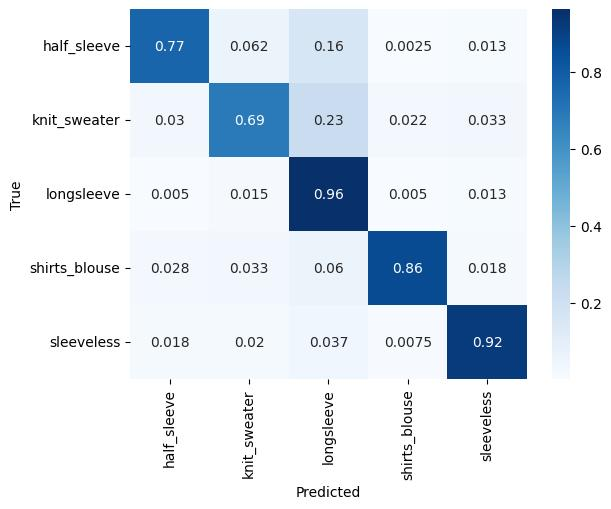 half_sleeve 0.77 0.062 0.16 0.0025 0.013
knit_sweater 0.03 0.69 0.23 0.022 0.033
longsleeve 0.005 0.015 0.96 0.005 0.013
shirts_blouse 0.028 0.033 0.06 0.86 0.018
sleeveless 0.018 0.02 0.037 0.0075 0.92
True
half_sleeve
knit_sweater
longsleeve
shirts_blouse
sleeveless
Predicted
0.8
0.6
0.4
0.2